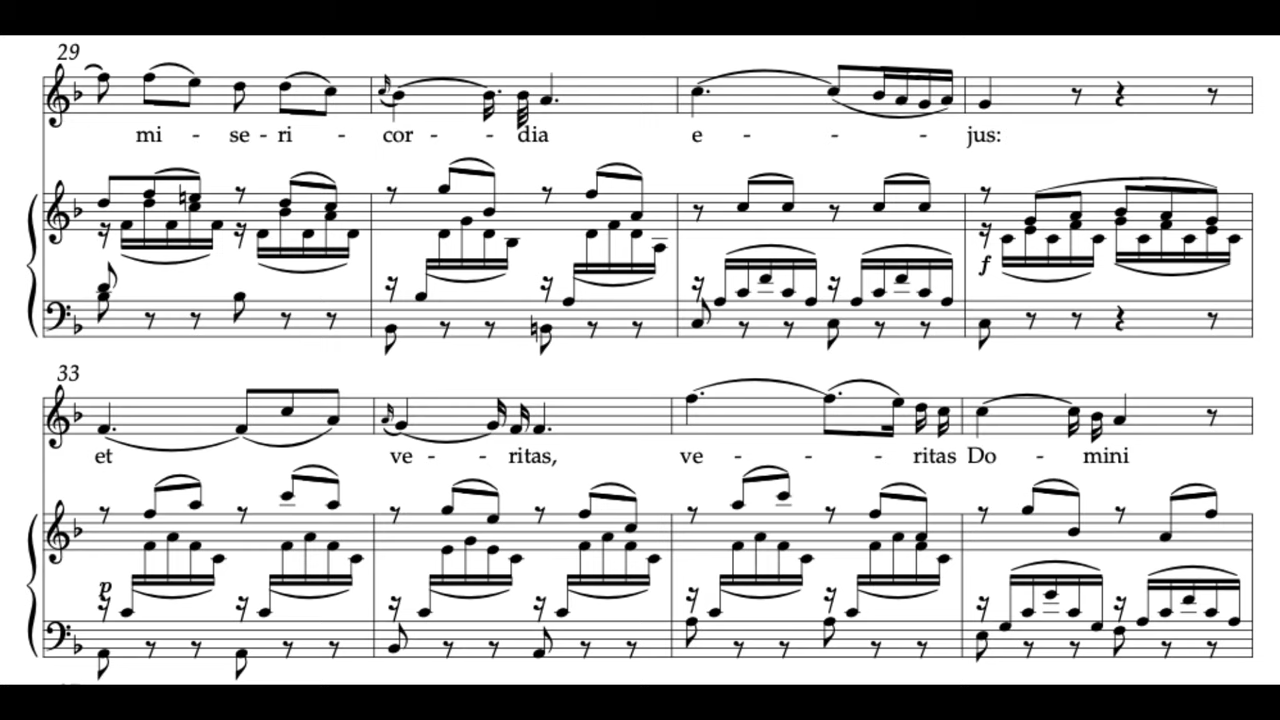 29
mi - se - ri - cor - dia e - - - jus:
f
33
et ve - - ritas, ve - - - ritas Do - mini
p